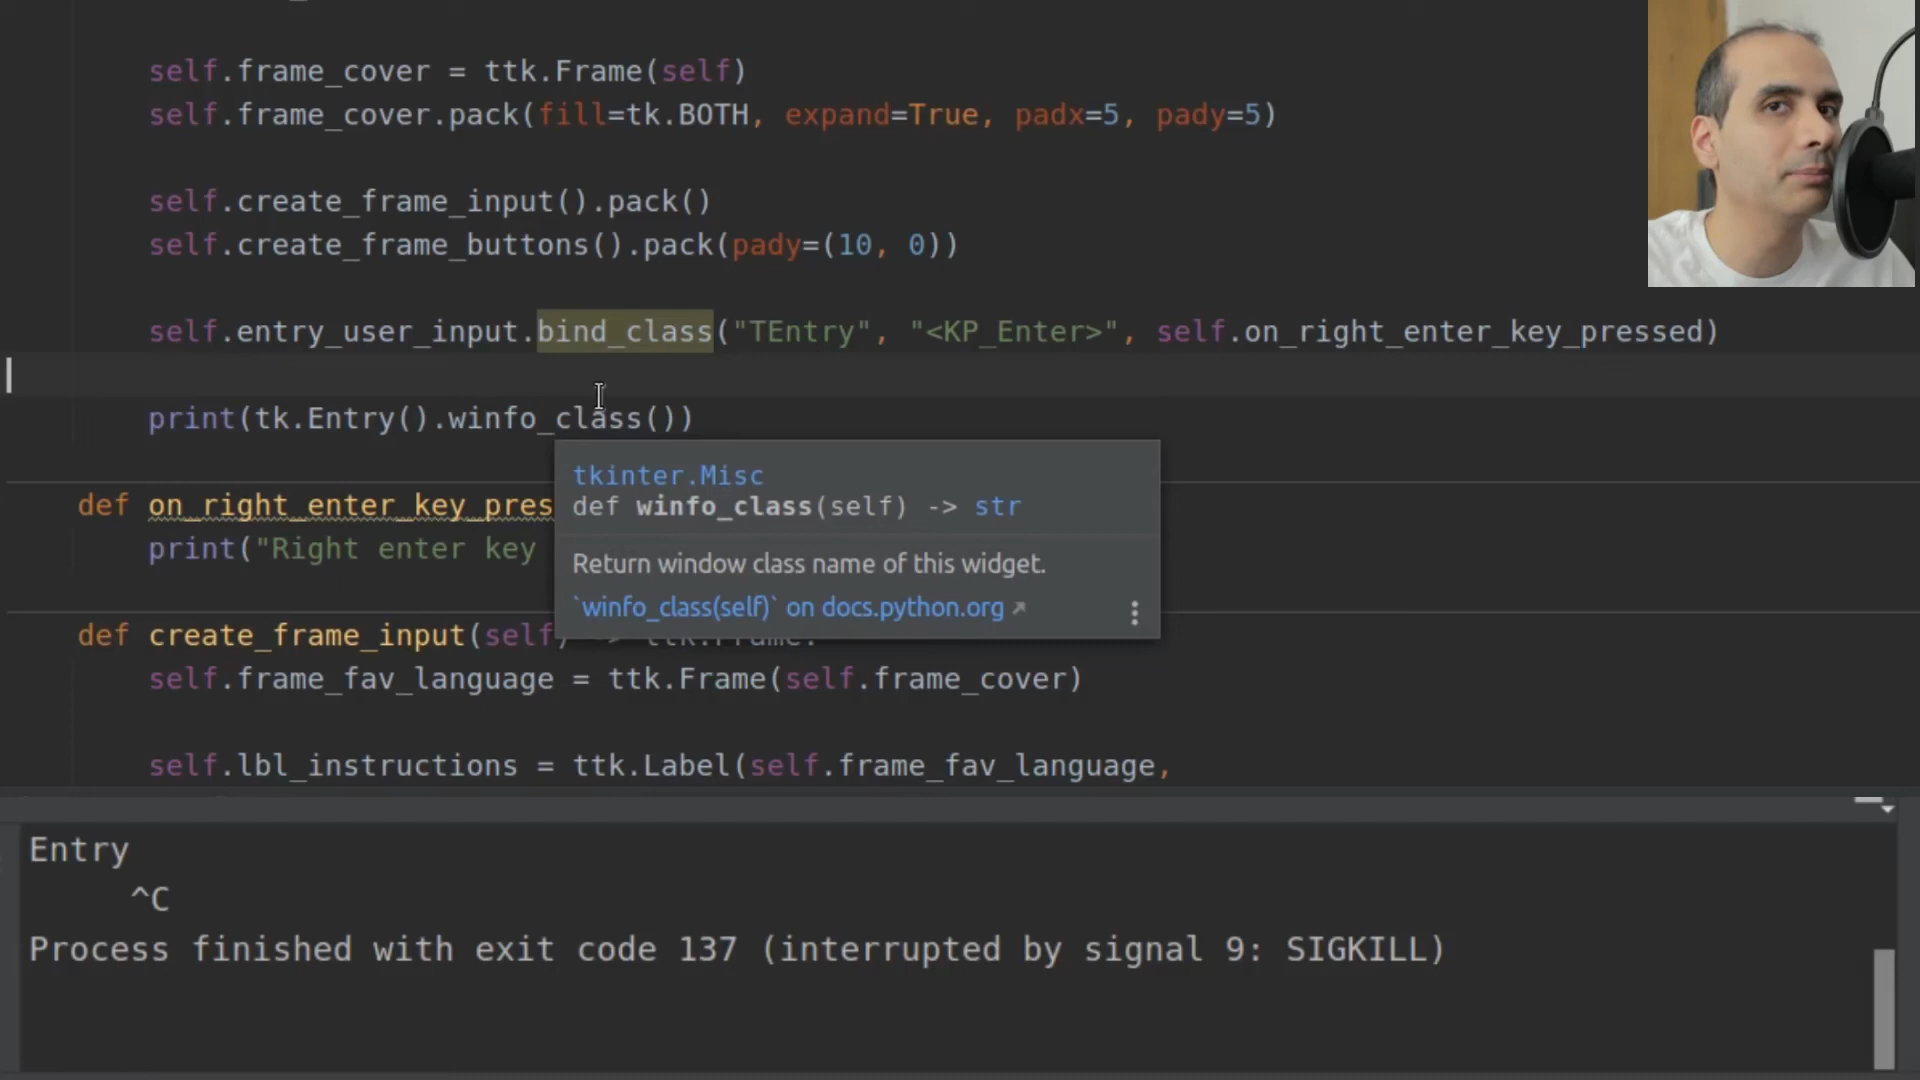 self.frame_cover = ttk.Frame(self)
self.frame_cover.pack(fill=tk.BOTH, expand=True, padx=5, pady=5)
self.create_frame_input().pack()
self.create_frame_buttons().pack(pady=(10, 0))
self.entry_user_input.bind_class("TEntry", "<KP_Enter>", self.on_right_enter_key_pressed)
print(tk.Entry().winfo_class())
tkinter.Misc
def winfo_class(self) -> str
Return window class name of this widget.
`winfo_class(self)` on docs.python.org ↗
def on_right_enter_key_pres
print("Right enter key
def create_frame_input(self) -> ttk.Frame:
self.frame_fav_language = ttk.Frame(self.frame_cover)
self.lbl_instructions = ttk.Label(self.frame_fav_language,
Entry
^C
Process finished with exit code 137 (interrupted by signal 9: SIGKILL)